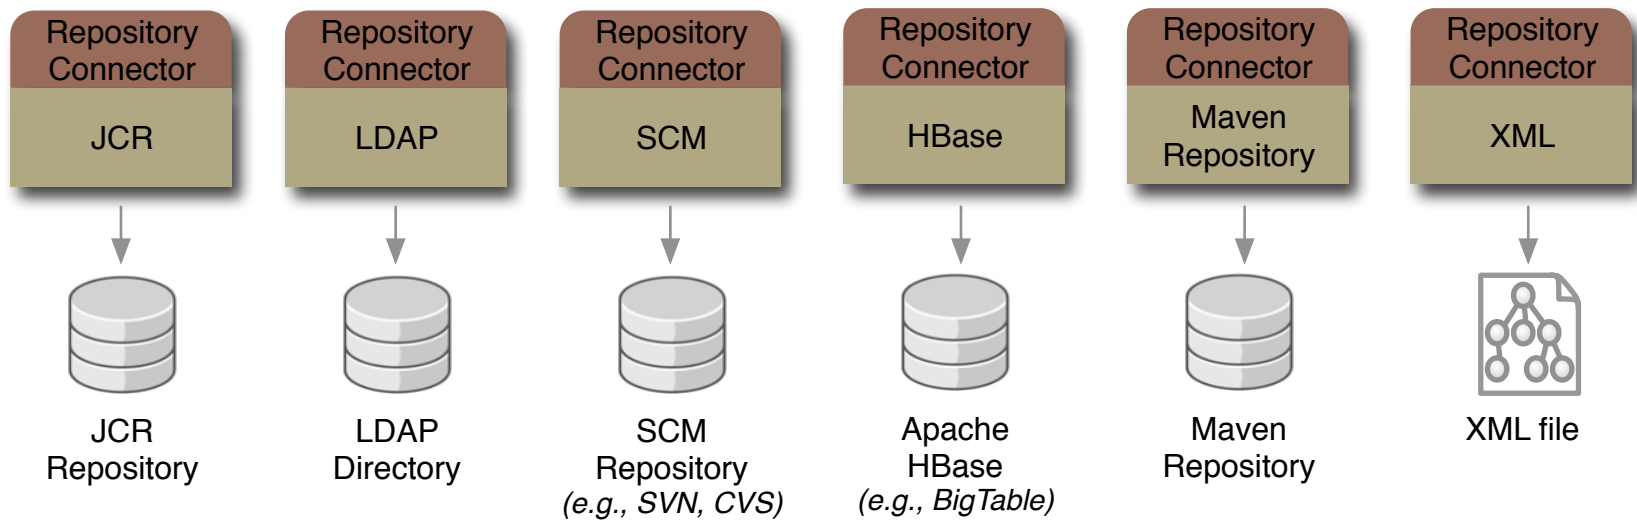 Repository
Connector
JCR
Repository
Connector
LDAP
Repository
Connector
SCM
Repository
Connector
HBase
Repository
Connector
Maven
Repository
Repository
Connector
XML
JCR
Repository
LDAP
Directory
SCM
Repository
(e.g., SVN, CVS)
Apache
HBase
(e.g., BigTable)
Maven
Repository
XML file